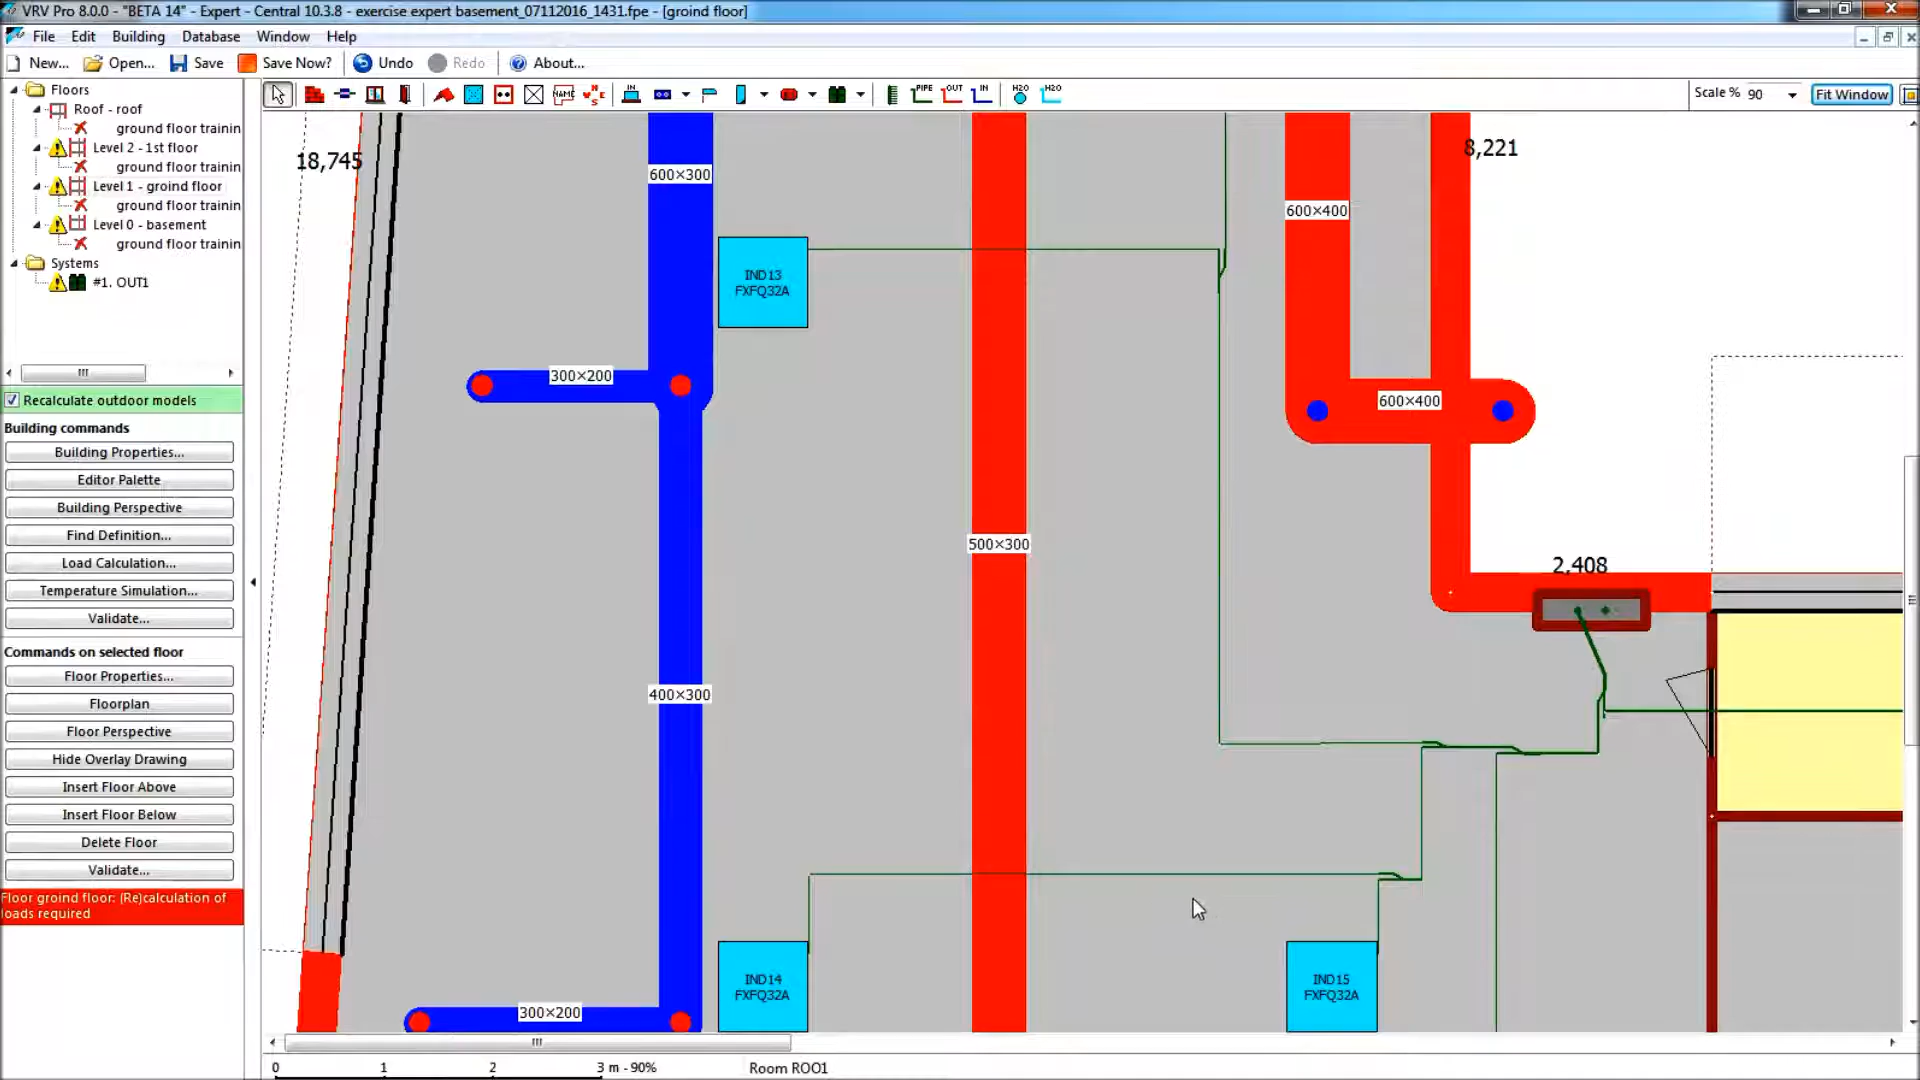 VRV Pro 8.0.0 - "BETA 14" - Expert - Central 10.3.8 - exercise expert basement_07112016_1431.fpe - [groind floor]
File Edit Building Database Window Help
New... Open... Save Save Now? Undo Redo About...
Floors
Roof - roof
ground floor trainin
Level 2 - 1st floor
ground floor trainin
Level 1 - groind floor
ground floor trainin
Level 0 - basement
ground floor trainin
Systems
#1. OUT1
Recalculate outdoor models
Building commands
Building Properties...
Editor Palette
Building Perspective
Find Definition...
Load Calculation...
Temperature Simulation...
Validate...
Commands on selected floor
Floor Properties...
Floorplan
Floor Perspective
Hide Overlay Drawing
Insert Floor Above
Insert Floor Below
Delete Floor
Validate...
Floor groind floor: (Re)calculation of
loads required
NAME IN PIPE OUT IN H2O H2O
Scale % 90 Fit Window
18,745
600×300
8,221
600×400
IND13
FXFQ32A
300×200
600×400
500×300
2,408
400×300
IND14
FXFQ32A
IND15
FXFQ32A
300×200
0 1 2 3 m - 90% Room ROO1